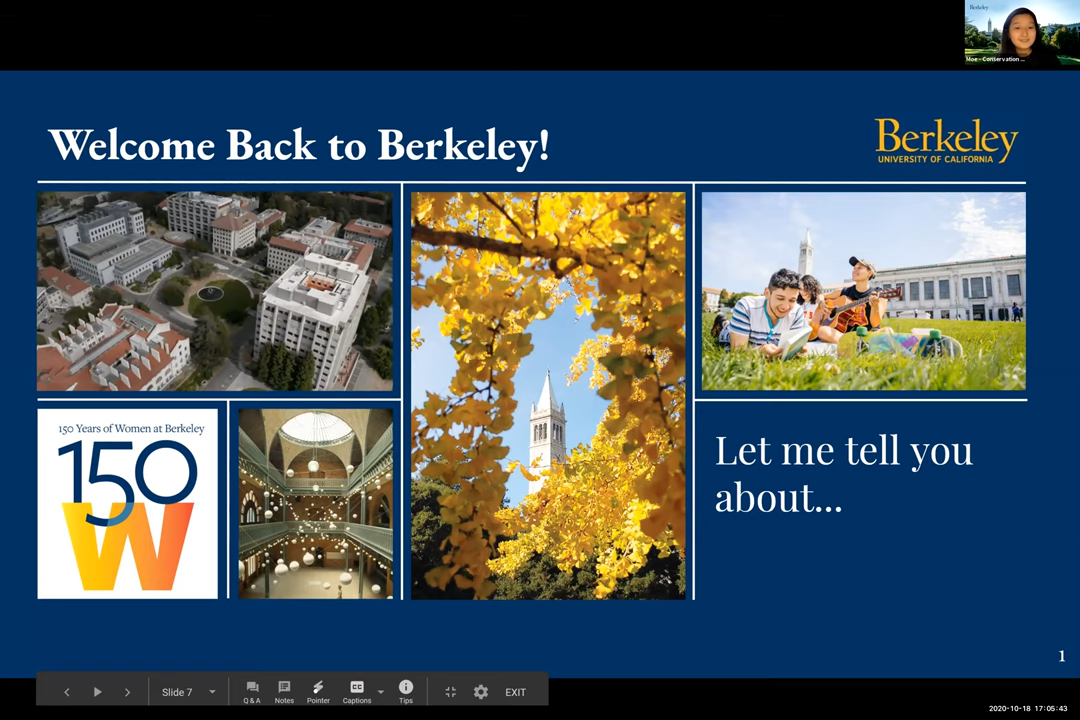 Berkeley
Moe - Conservation ...
Welcome Back to Berkeley!
Berkeley
UNIVERSITY OF CALIFORNIA
150 Years of Women at Berkeley
150
W
Let me tell you
about...
1
Slide 7
Q & A
Notes
Pointer
CC
Captions
Tips
EXIT
2020-10-18 17:05:43